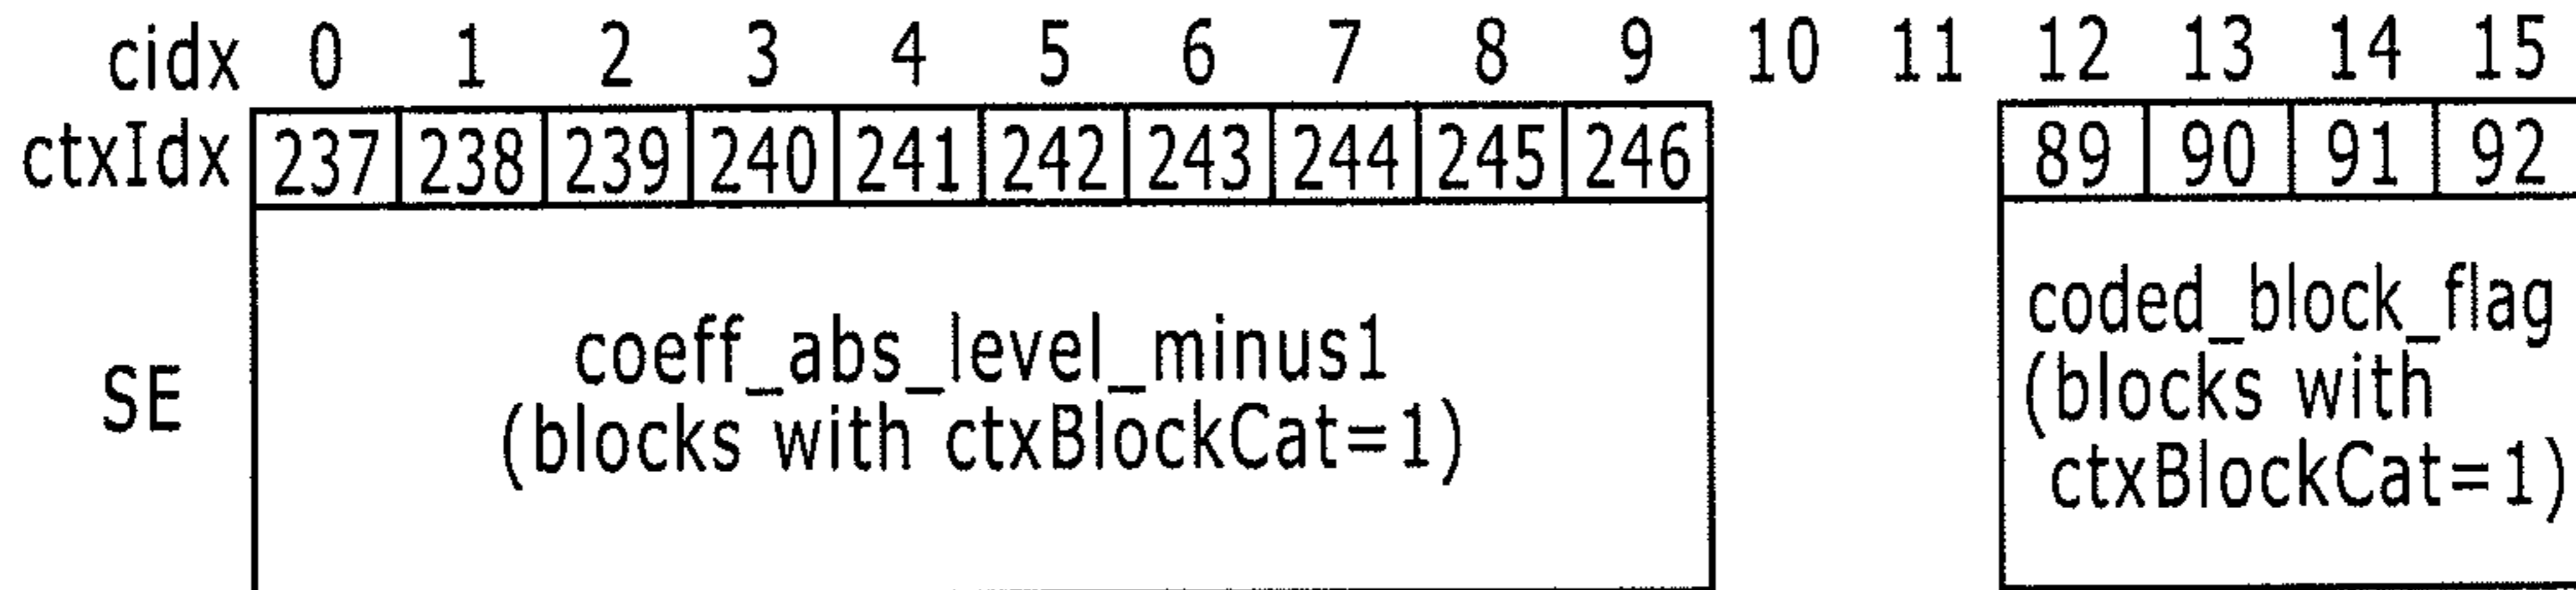 cidx 0 1 2 3 4 5 6 7 8 9 10 11 12 13 14 15
ctxIdx 237 238 239 240 241 242 243 244 245 246 89 90 91 92
SE
coeff_abs_level_minus1
(blocks with ctxBlockCat=1)
coded_block_flag
(blocks with
ctxBlockCat=1)